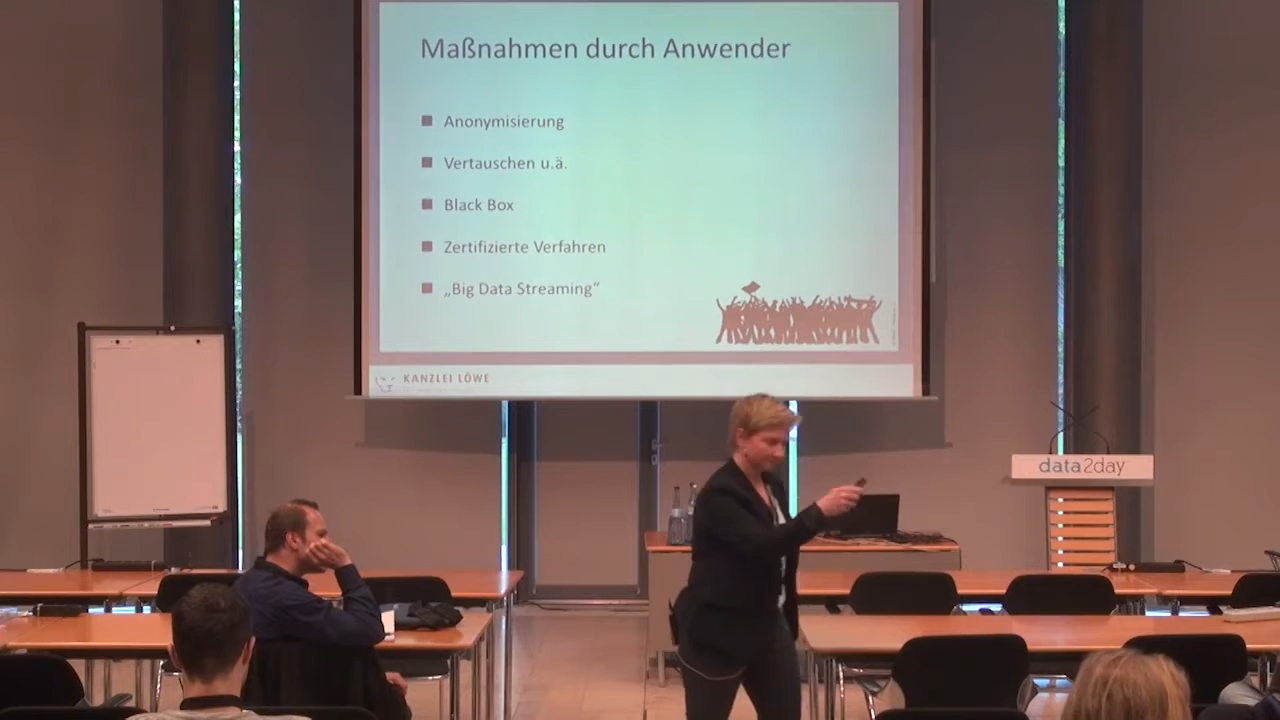 Maßnahmen durch Anwender
Anonymisierung
Vertauschen u.ä.
Black Box
Zertifizierte Verfahren
„Big Data Streaming“
KANZLEI LÖWE
data2day